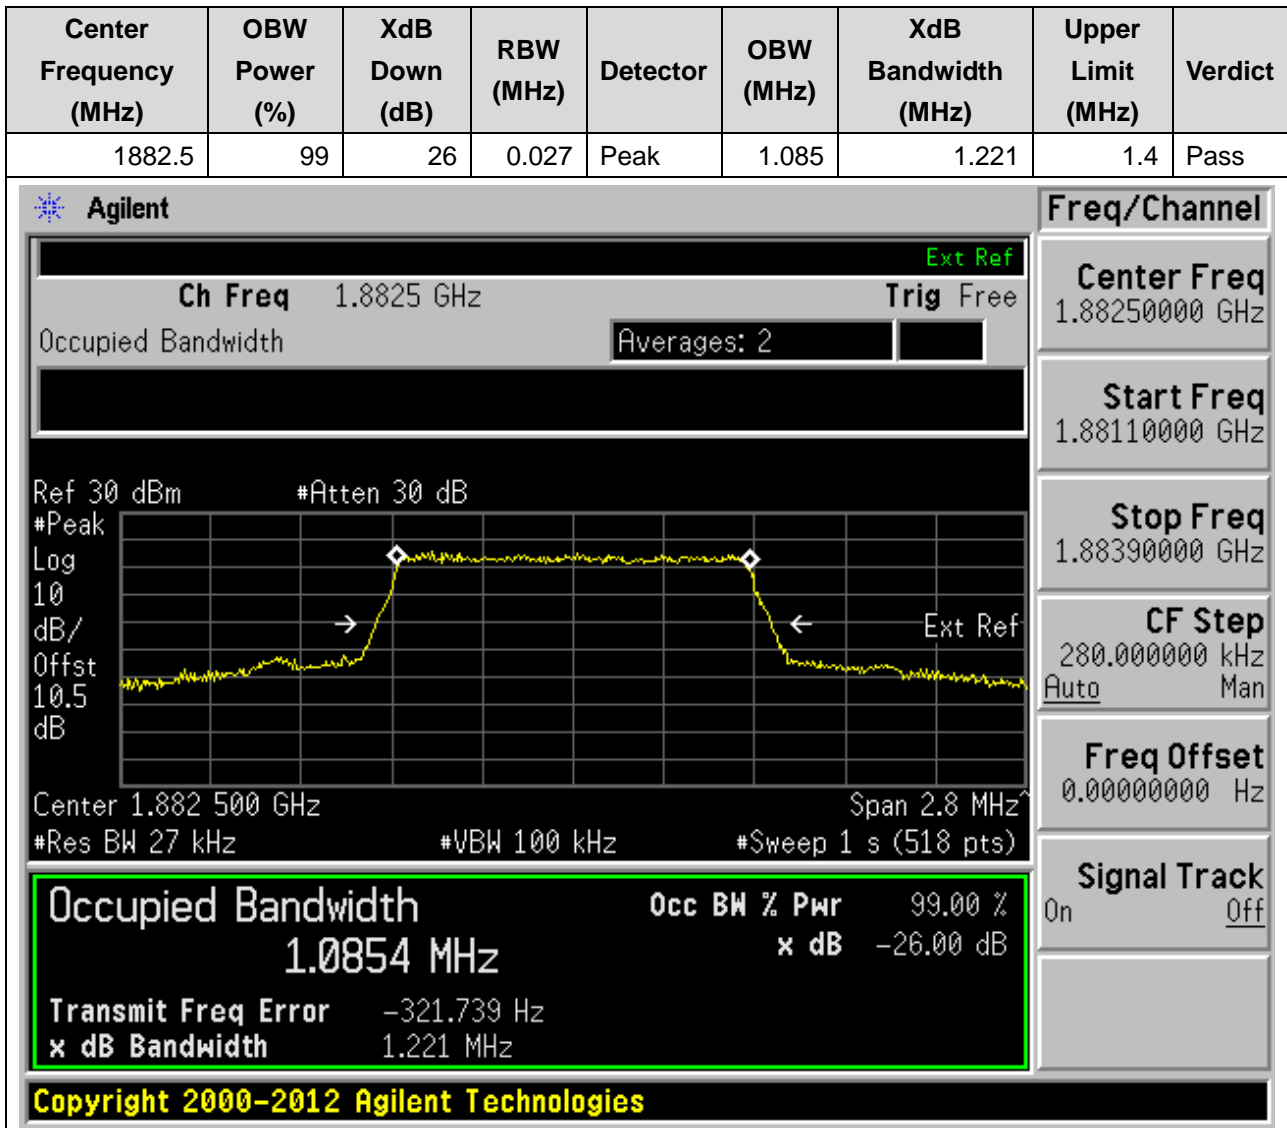 Center Frequency (MHz) OBW Power (%) XdB Down (dB) RBW (MHz) Detector OBW (MHz) XdB Bandwidth (MHz) Upper Limit (MHz) Verdict
1882.5 99 26 0.027 Peak 1.085 1.221 1.4 Pass
Agilent
Freq/Channel
Ext Ref
Ch Freq 1.8825 GHz Trig Free
Occupied Bandwidth Averages: 2
Ref 30 dBm #Atten 30 dB
#Peak
Log
10
dB/
Offst
10.5
dB
Ext Ref
Center 1.882 500 GHz Span 2.8 MHz^
#Res BW 27 kHz #VBW 100 kHz #Sweep 1 s (518 pts)
Occupied Bandwidth Occ BW % Pwr 99.00 %
1.0854 MHz x dB -26.00 dB
Transmit Freq Error -321.739 Hz
x dB Bandwidth 1.221 MHz
Center Freq
1.88250000 GHz
Start Freq
1.88110000 GHz
Stop Freq
1.88390000 GHz
CF Step
280.000000 kHz
Auto Man
Freq Offset
0.00000000 Hz
Signal Track
On Off
Copyright 2000-2012 Agilent Technologies